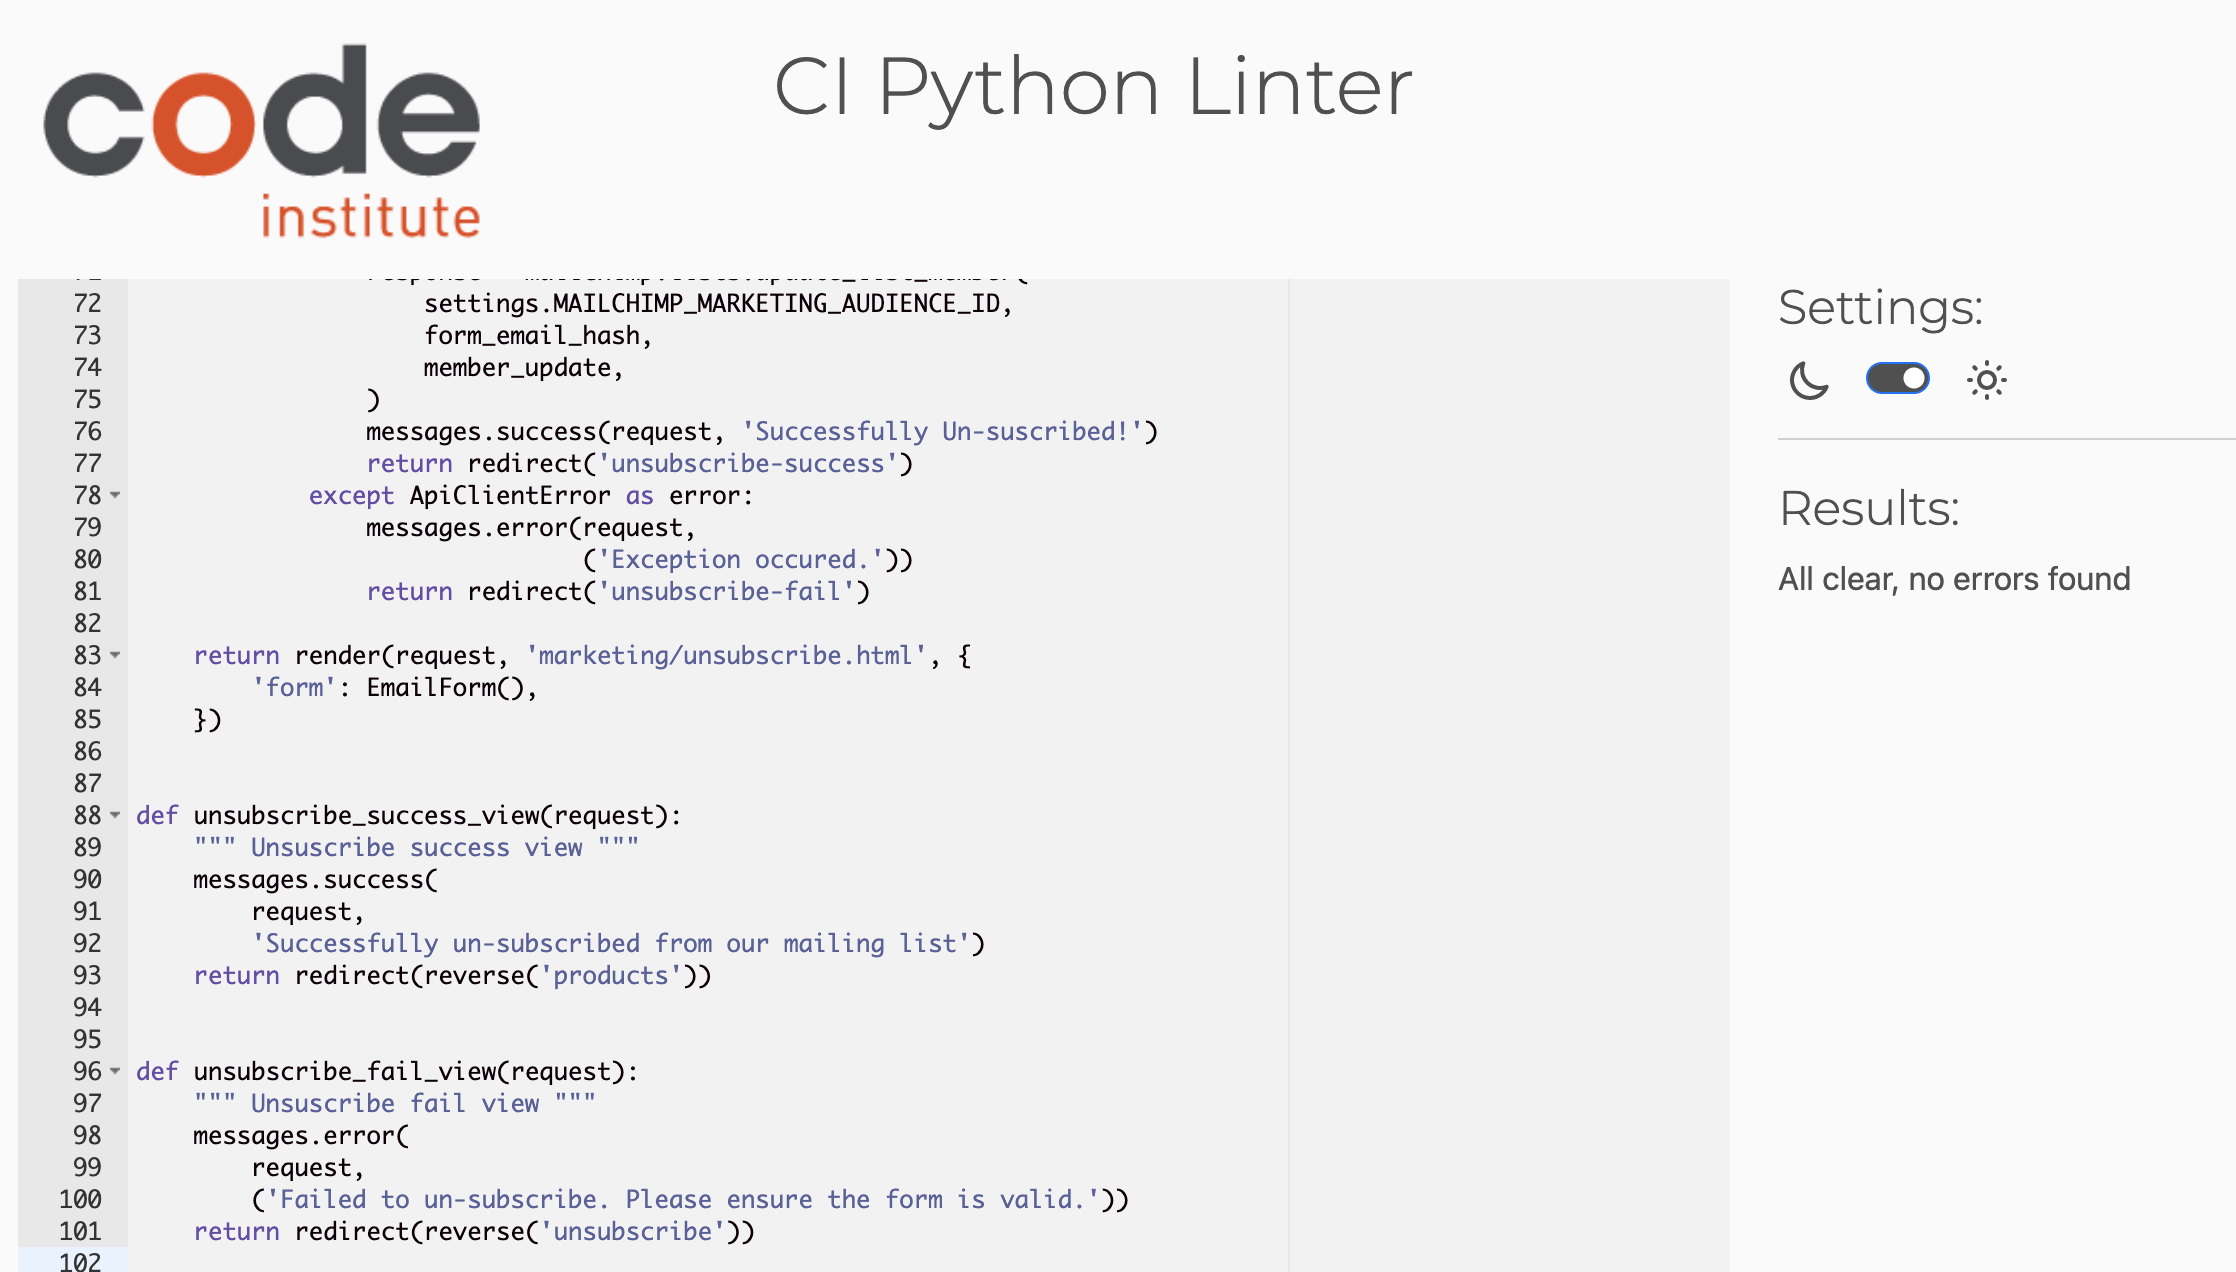 code
institute
CI Python Linter
72 settings.MAILCHIMP_MARKETING_AUDIENCE_ID,
73 form_email_hash,
74 member_update,
75 )
76 messages.success(request, 'Successfully Un-suscribed!')
77 return redirect('unsubscribe-success')
78 except ApiClientError as error:
79 messages.error(request,
80 ('Exception occured.'))
81 return redirect('unsubscribe-fail')
82
83 return render(request, 'marketing/unsubscribe.html', {
84 'form': EmailForm(),
85 })
86
87
88 def unsubscribe_success_view(request):
89 """ Unsuscribe success view """
90 messages.success(
91 request,
92 'Successfully un-subscribed from our mailing list')
93 return redirect(reverse('products'))
94
95
96 def unsubscribe_fail_view(request):
97 """ Unsuscribe fail view """
98 messages.error(
99 request,
100 ('Failed to un-subscribe. Please ensure the form is valid.'))
101 return redirect(reverse('unsubscribe'))
102
Settings:
Results:
All clear, no errors found